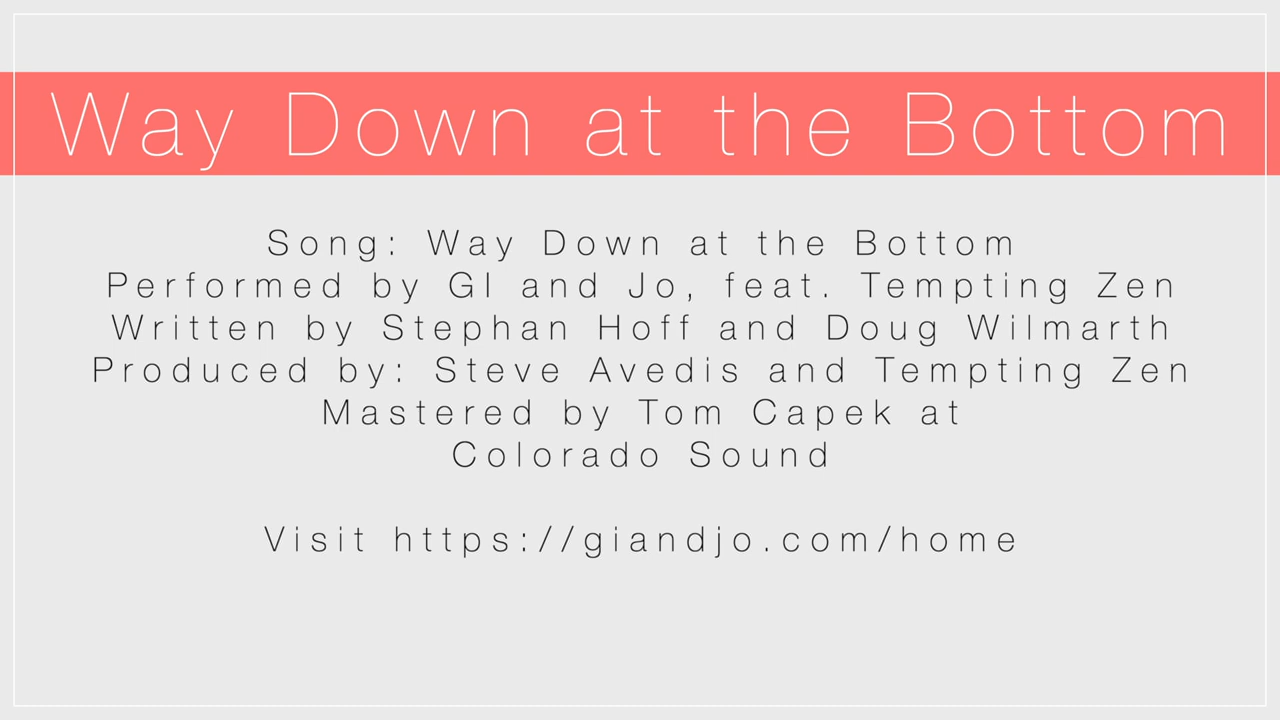 Way Down at the Bottom
Song: Way Down at the Bottom
Performed by GI and Jo, feat. Tempting Zen
Written by Stephan Hoff and Doug Wilmarth
Produced by: Steve Avedis and Tempting Zen
Mastered by Tom Capek at
Colorado Sound
Visit https://giandjo.com/home